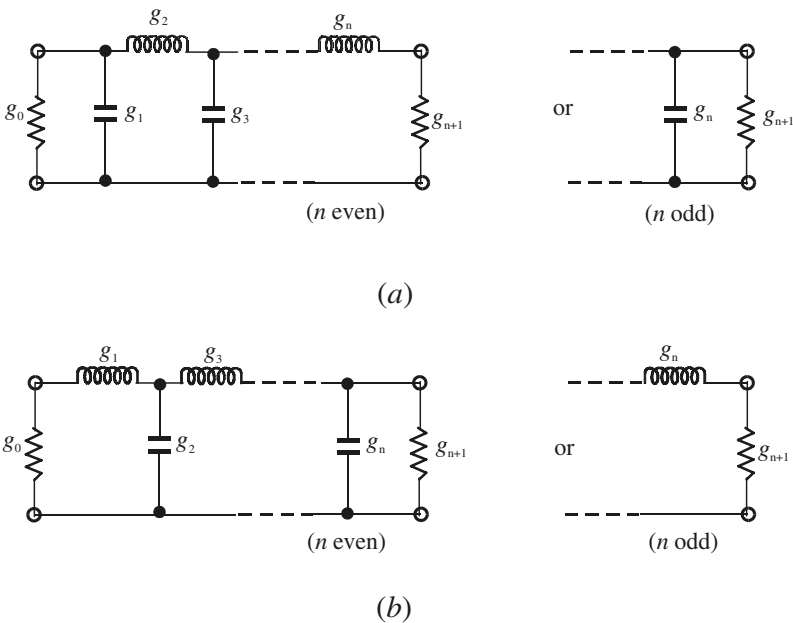 g₂ gₙ
g₀ g₁ g₃ gₙ₊₁ or gₙ gₙ₊₁
(n even) (n odd)
(a)
g₁ g₃ gₙ
g₀ g₂ gₙ gₙ₊₁ or gₙ₊₁
(n even) (n odd)
(b)